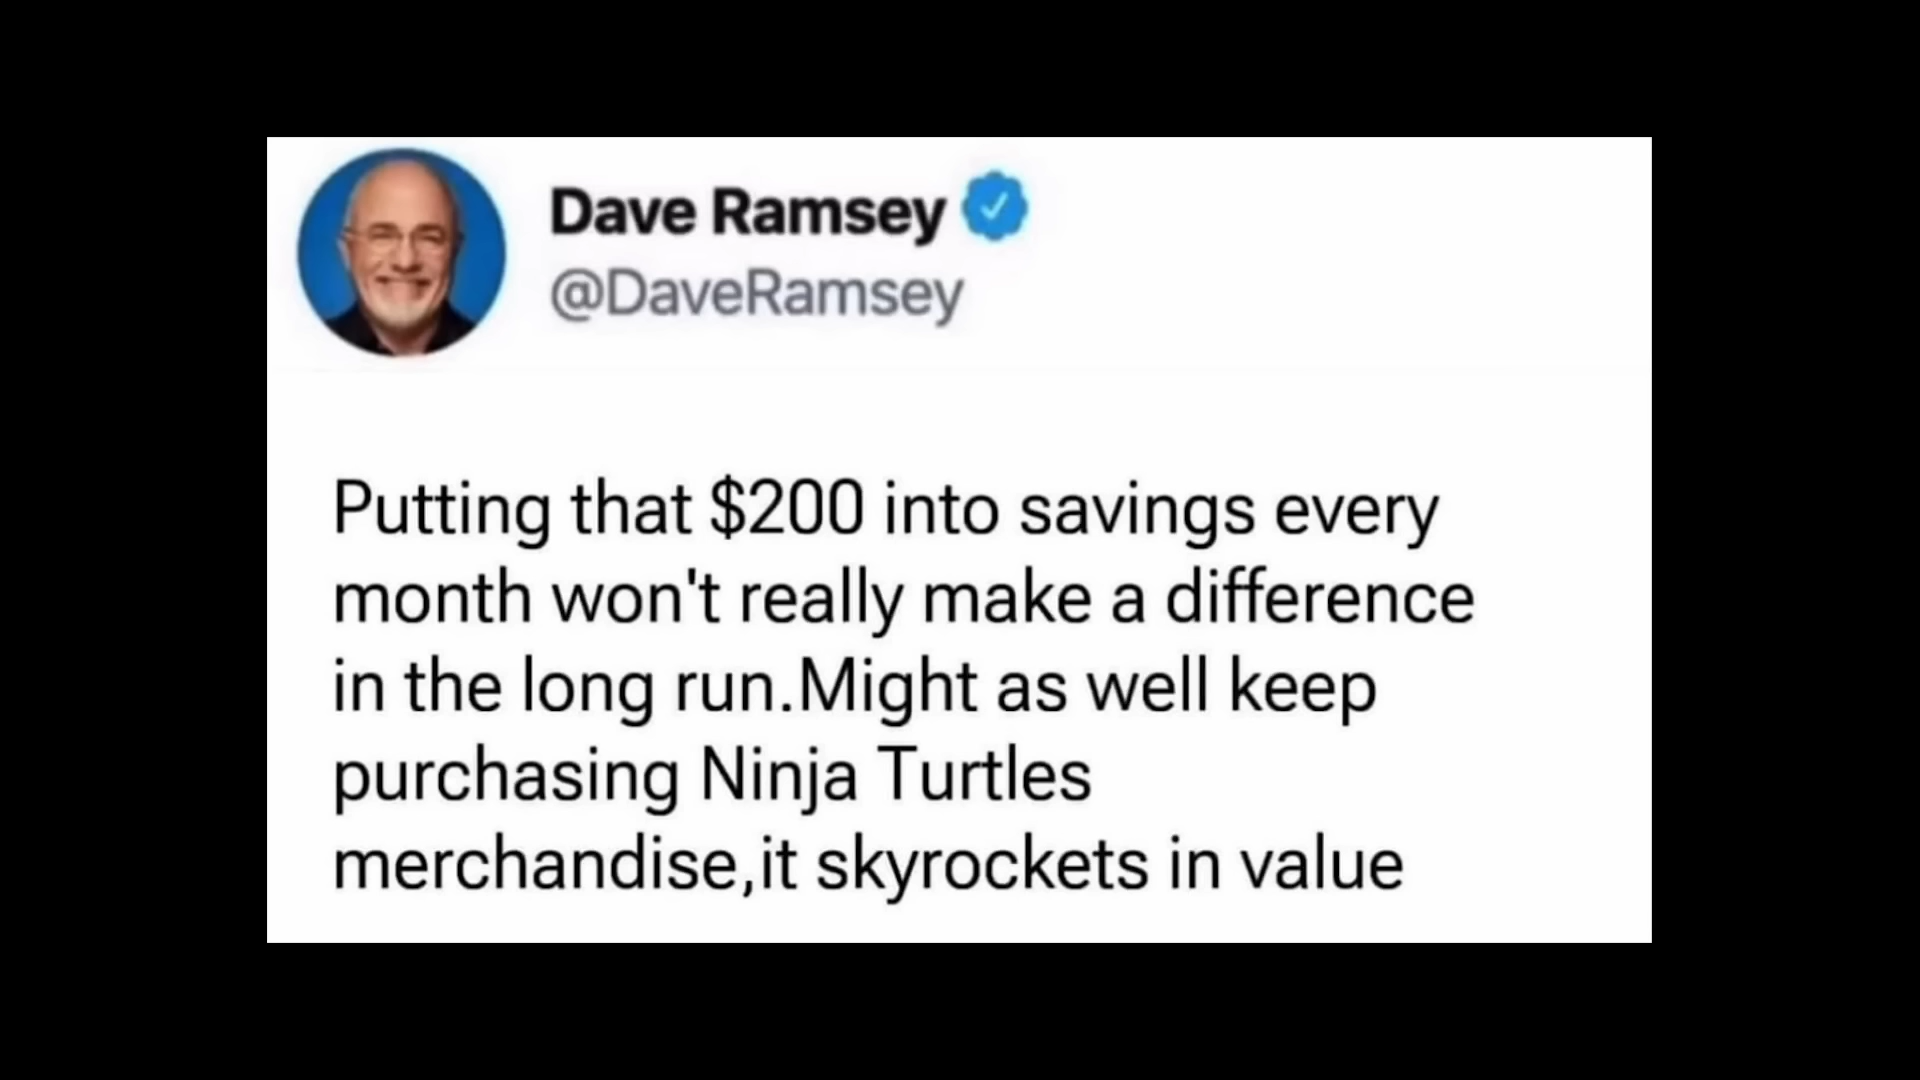 Dave Ramsey
@DaveRamsey
Putting that $200 into savings every
month won't really make a difference
in the long run.Might as well keep
purchasing Ninja Turtles
merchandise,it skyrockets in value